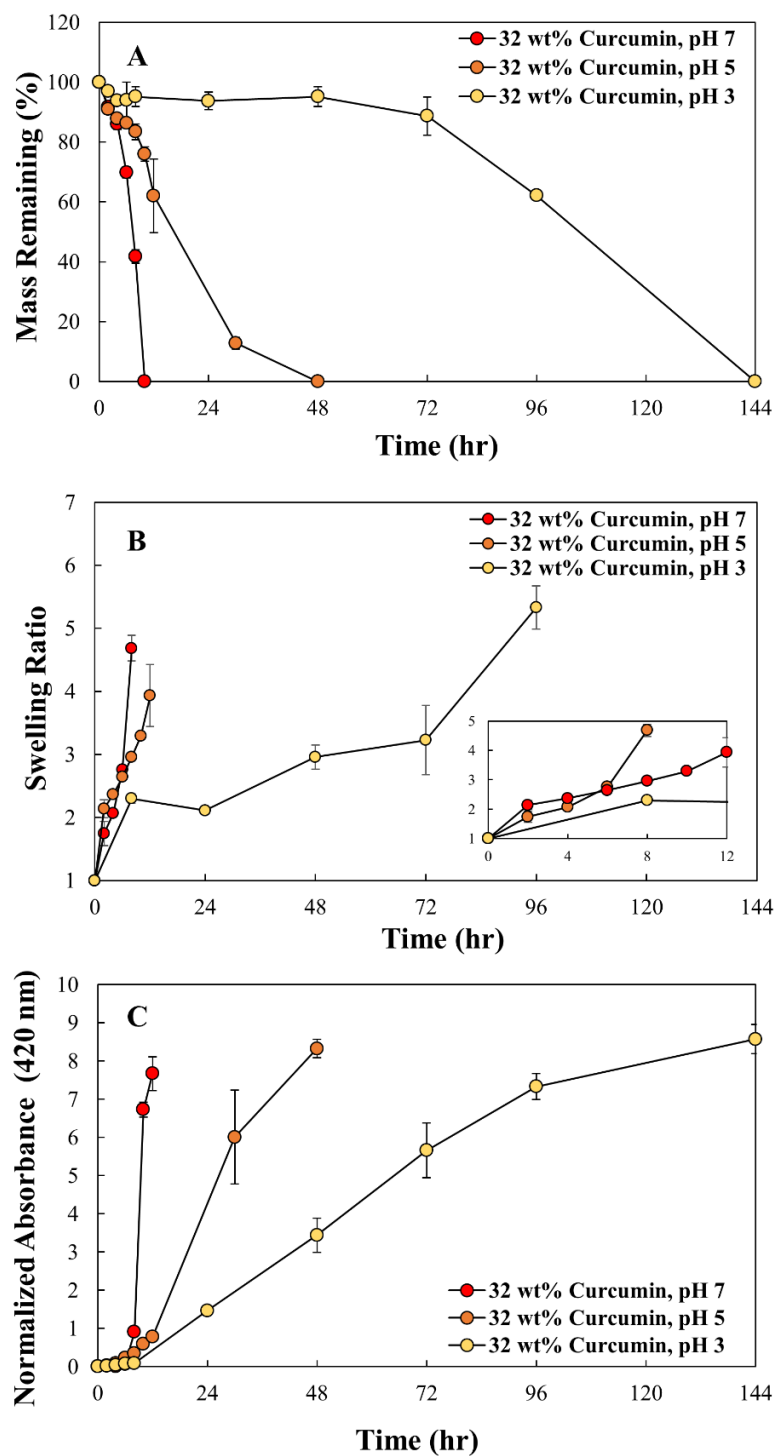 A
32 wt% Curcumin, pH 7
32 wt% Curcumin, pH 5
32 wt% Curcumin, pH 3
Mass Remaining (%)
120
100
80
60
40
20
0
0 24 48 72 96 120 144
Time (hr)
B
32 wt% Curcumin, pH 7
32 wt% Curcumin, pH 5
32 wt% Curcumin, pH 3
Swelling Ratio
7
6
5
4
3
2
1
5
4
3
2
1
0 4 8 12
0 24 48 72 96 120 144
Time (hr)
C
Normalized Absorbance (420 nm)
10
9
8
7
6
5
4
3
2
1
0
32 wt% Curcumin, pH 7
32 wt% Curcumin, pH 5
32 wt% Curcumin, pH 3
0 24 48 72 96 120 144
Time (hr)